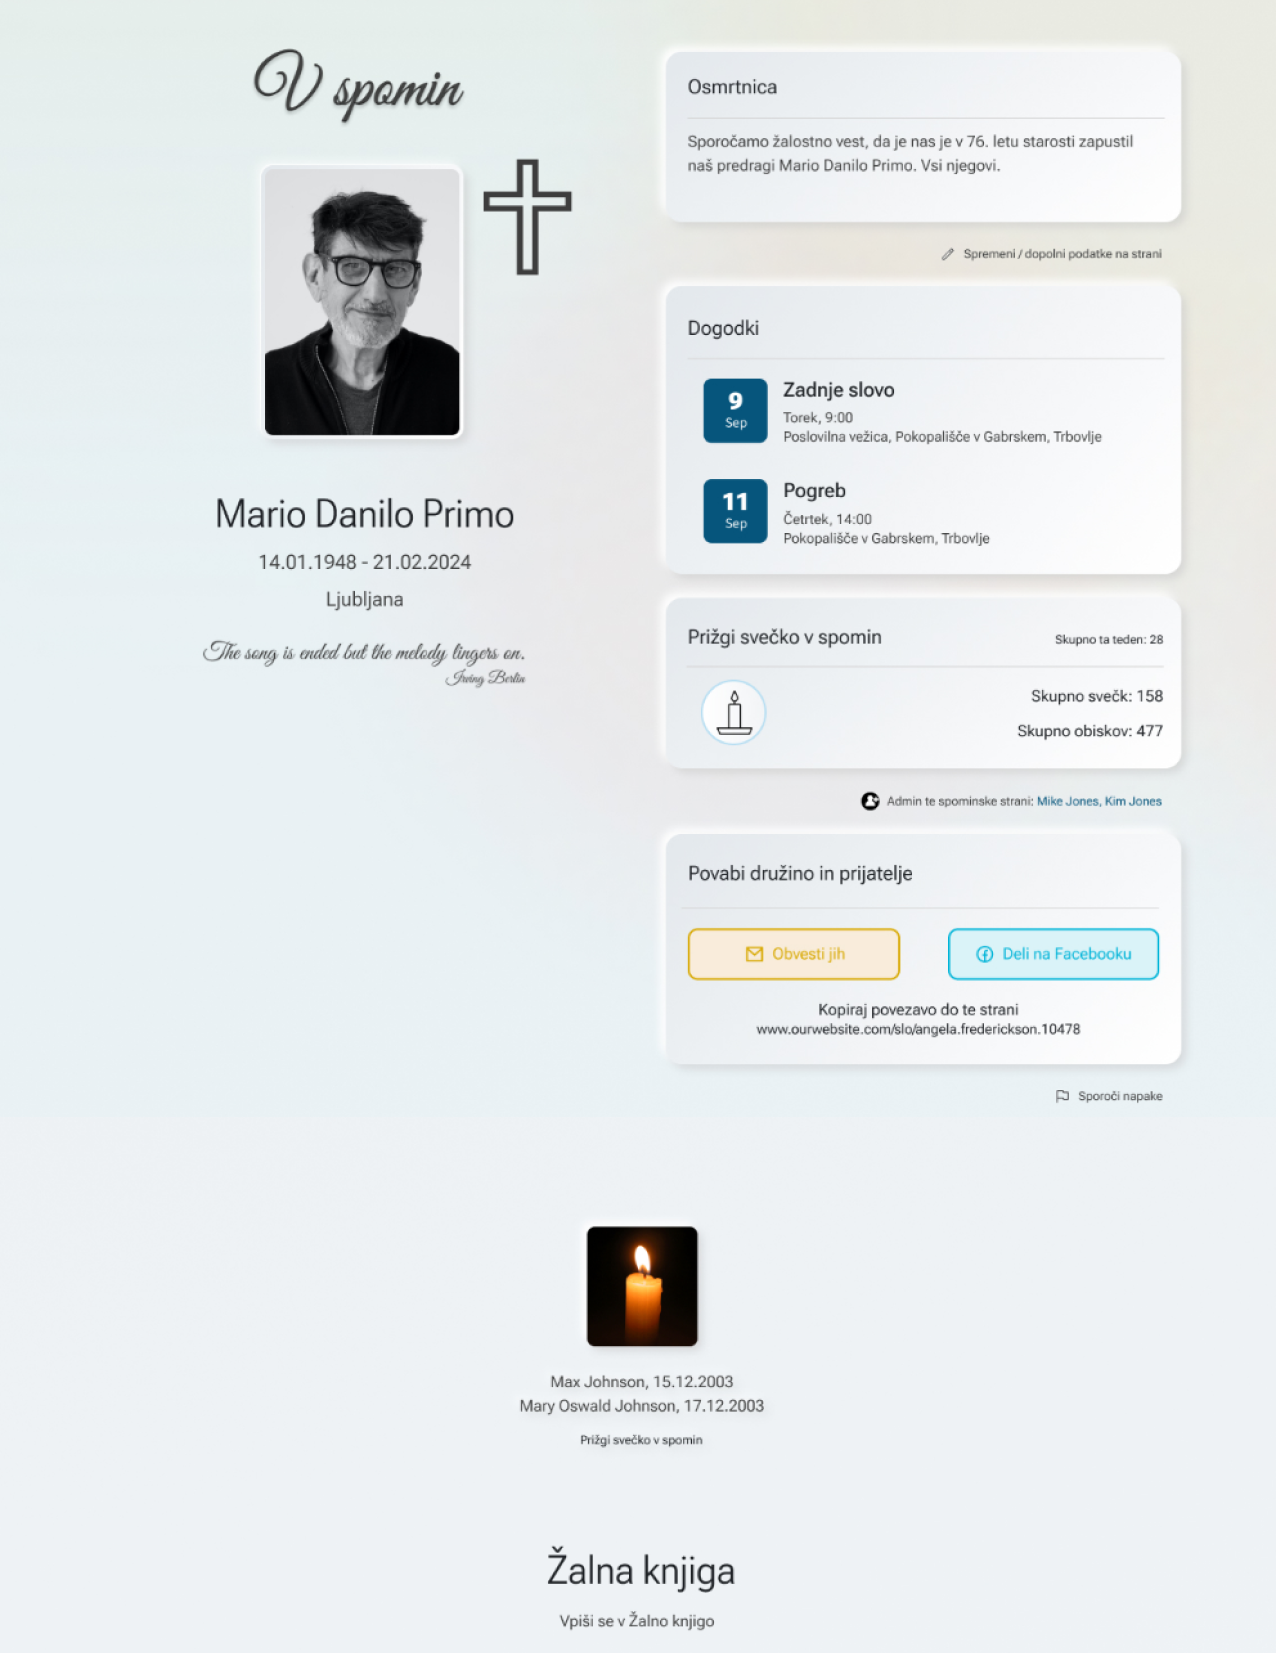 V spomin
Mario Danilo Primo
14.01.1948 - 21.02.2024
Ljubljana
The song is ended but the melody lingers on.
Irving Berlin
Osmrtnica
Sporočamo žalostno vest, da je nas je v 76. letu starosti zapustil
naš predragi Mario Danilo Primo. Vsi njegovi.
Spremeni / dopolni podatke na strani
Dogodki
9
Sep
Zadnje slovo
Torek, 9:00
Poslovilna vežica, Pokopališče v Gabrskem, Trbovlje
11
Sep
Pogreb
Četrtek, 14:00
Pokopališče v Gabrskem, Trbovlje
Prižgi svečko v spomin
Skupno ta teden: 28
Skupno svečk: 158
Skupno obiskov: 477
Admin te spominske strani: Mike Jones, Kim Jones
Povabi družino in prijatelje
Obvesti jih
Deli na Facebooku
Kopiraj povezavo do te strani
www.ourwebsite.com/slo/angela.frederickson.10478
Sporoči napake
Max Johnson, 15.12.2003
Mary Oswald Johnson, 17.12.2003
Prižgi svečko v spomin
Žalna knjiga
Vpiši se v Žalno knjigo